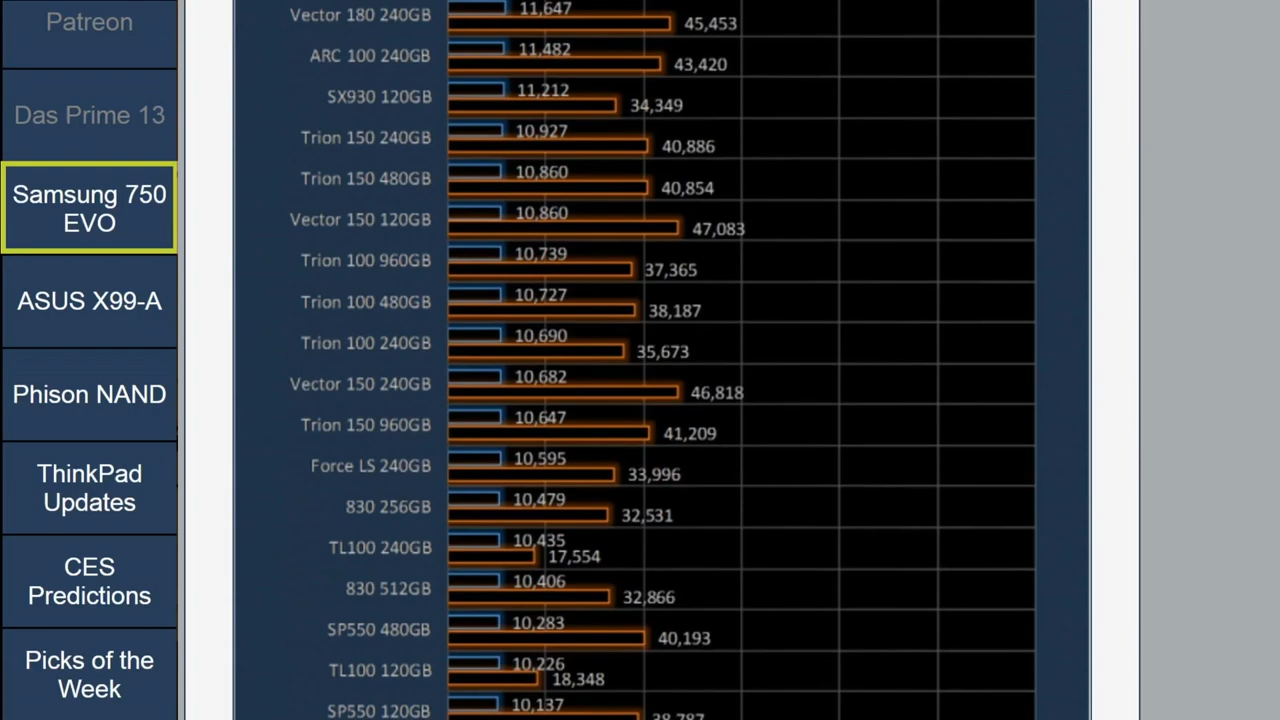 Patreon
Das Prime 13
Samsung 750
EVO
ASUS X99-A
Phison NAND
ThinkPad
Updates
CES
Predictions
Picks of the
Week
Vector 180 240GB 11,647
45,453
ARC 100 240GB 11,482
43,420
SX930 120GB 11,212
34,349
Trion 150 240GB 10,927
40,886
Trion 150 480GB 10,860
40,854
Vector 150 120GB 10,860
47,083
Trion 100 960GB 10,739
37,365
Trion 100 480GB 10,727
38,187
Trion 100 240GB 10,690
35,673
Vector 150 240GB 10,682
46,818
Trion 150 960GB 10,647
41,209
Force LS 240GB 10,595
33,996
830 256GB 10,479
32,531
TL100 240GB 10,435
17,554
830 512GB 10,406
32,866
SP550 480GB 10,283
40,193
TL100 120GB 10,226
18,348
SP550 120GB 10,137
38,787